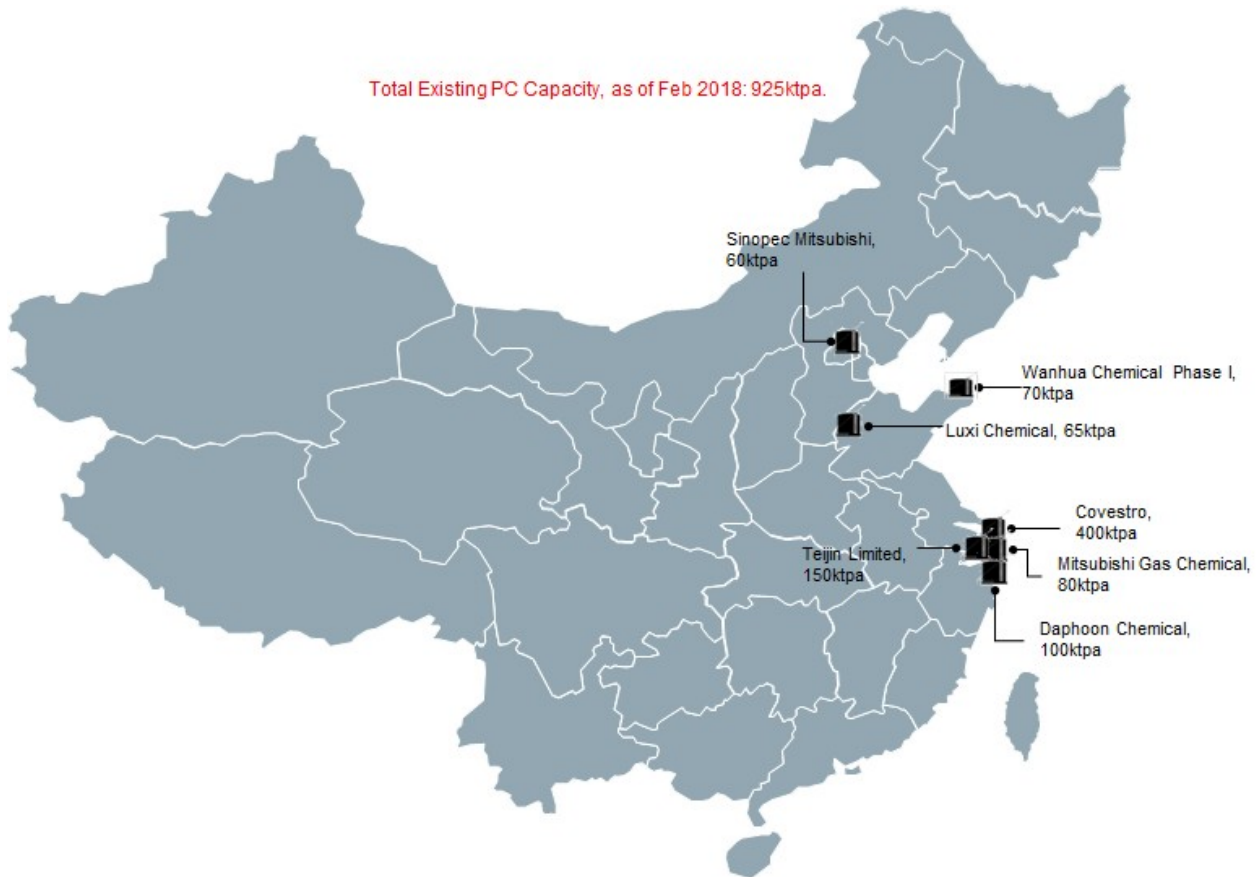 Total Existing PC Capacity, as of Feb 2018: 925ktpa.
Sinopec Mitsubishi,
60ktpa
Wanhua Chemical Phase I,
70ktpa
Luxi Chemical, 65ktpa
Covestro,
400ktpa
Teijin Limited,
150ktpa
Mitsubishi Gas Chemical,
80ktpa
Daphoon Chemical,
100ktpa